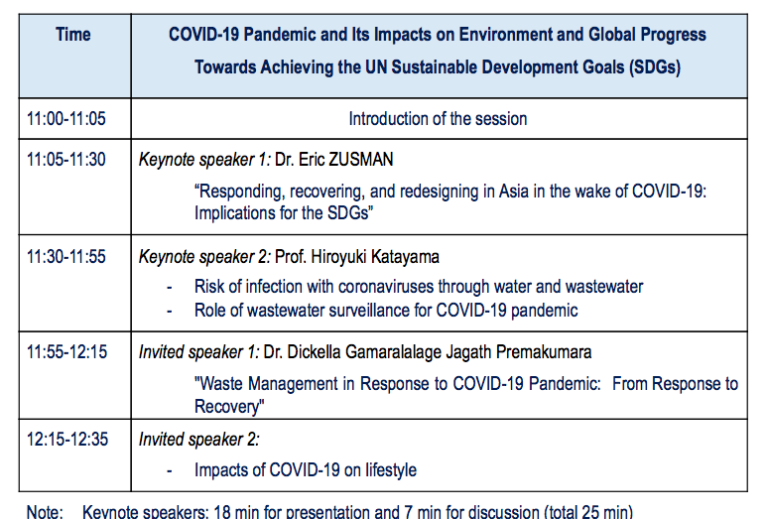 Time
COVID-19 Pandemic and Its Impacts on Environment and Global Progress
Towards Achieving the UN Sustainable Development Goals (SDGs)
11:00-11:05
Introduction of the session
11:05-11:30
Keynote speaker 1: Dr. Eric ZUSMAN
“Responding, recovering, and redesigning in Asia in the wake of COVID-19:
Implications for the SDGs”
11:30-11:55
Keynote speaker 2: Prof. Hiroyuki Katayama
- Risk of infection with coronaviruses through water and wastewater
- Role of wastewater surveillance for COVID-19 pandemic
11:55-12:15
Invited speaker 1: Dr. Dickella Gamaralalage Jagath Premakumara
"Waste Management in Response to COVID-19 Pandemic: From Response to
Recovery"
12:15-12:35
Invited speaker 2:
- Impacts of COVID-19 on lifestyle
Note: Keynote speakers: 18 min for presentation and 7 min for discussion (total 25 min)